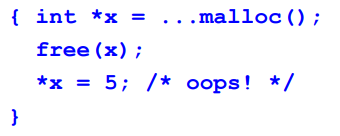 { int *x = ...malloc();
free(x);
*x = 5; /* oops! */
}